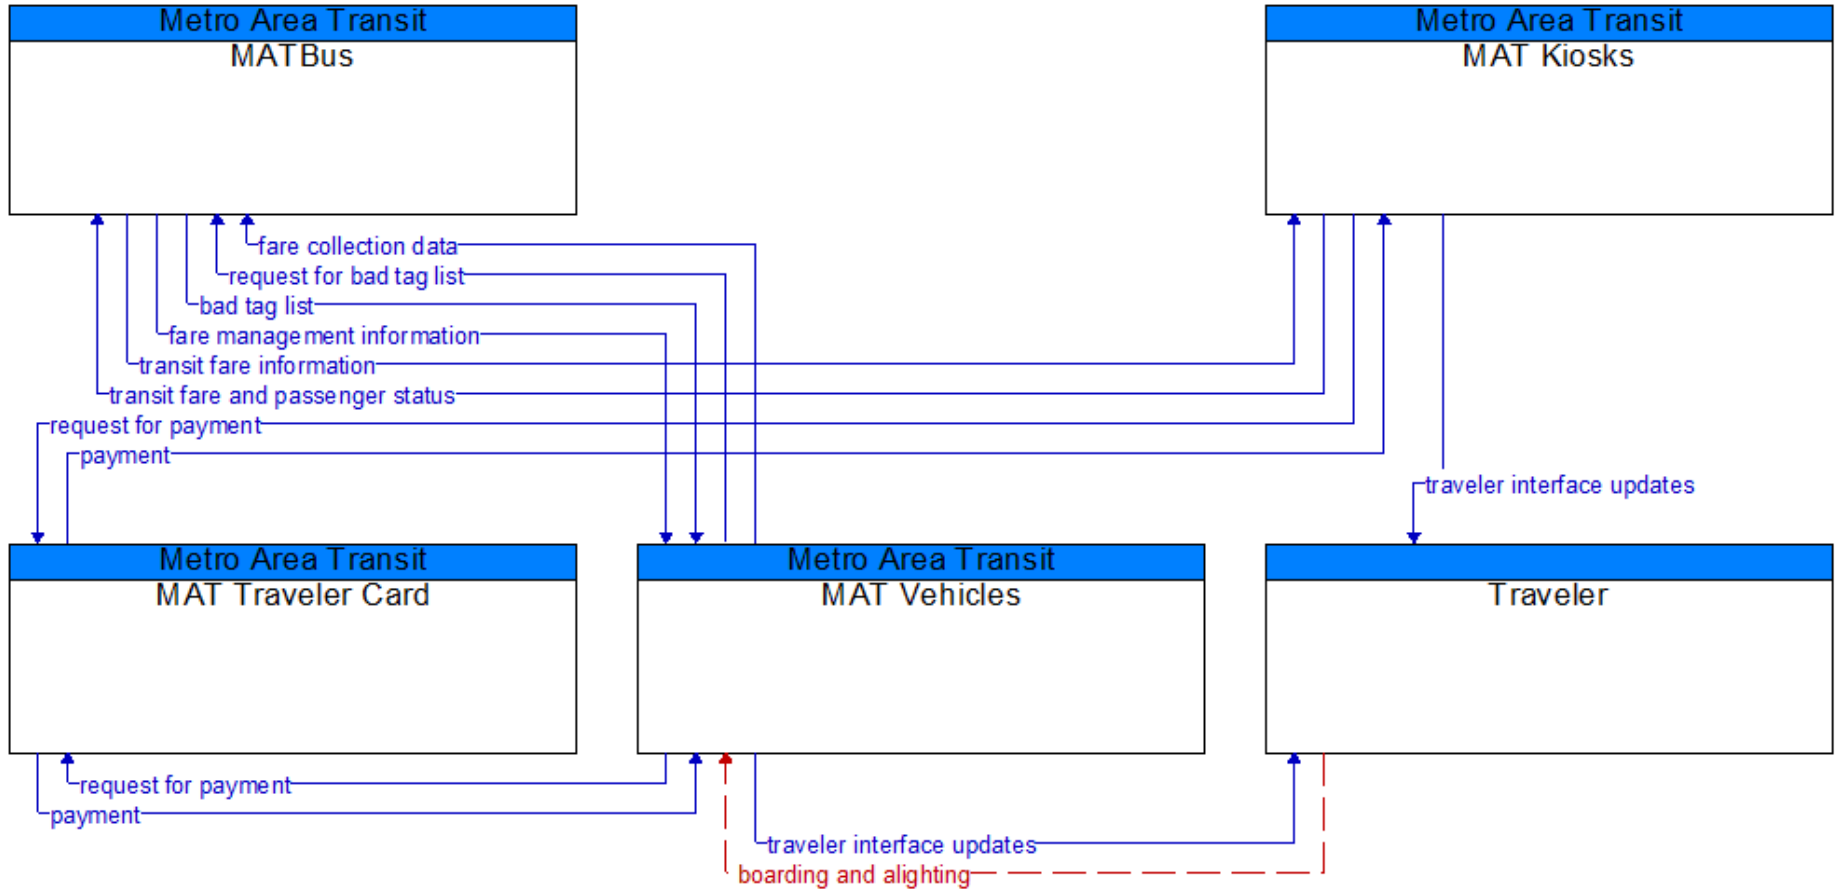 Metro Area Transit
MATBus
Metro Area Transit
MAT Kiosks
fare collection data
request for bad tag list
bad tag list
fare management information
transit fare information
transit fare and passenger status
request for payment
payment
traveler interface updates
Metro Area Transit
MAT Traveler Card
Metro Area Transit
MAT Vehicles
Traveler
request for payment
payment
traveler interface updates
boarding and alighting